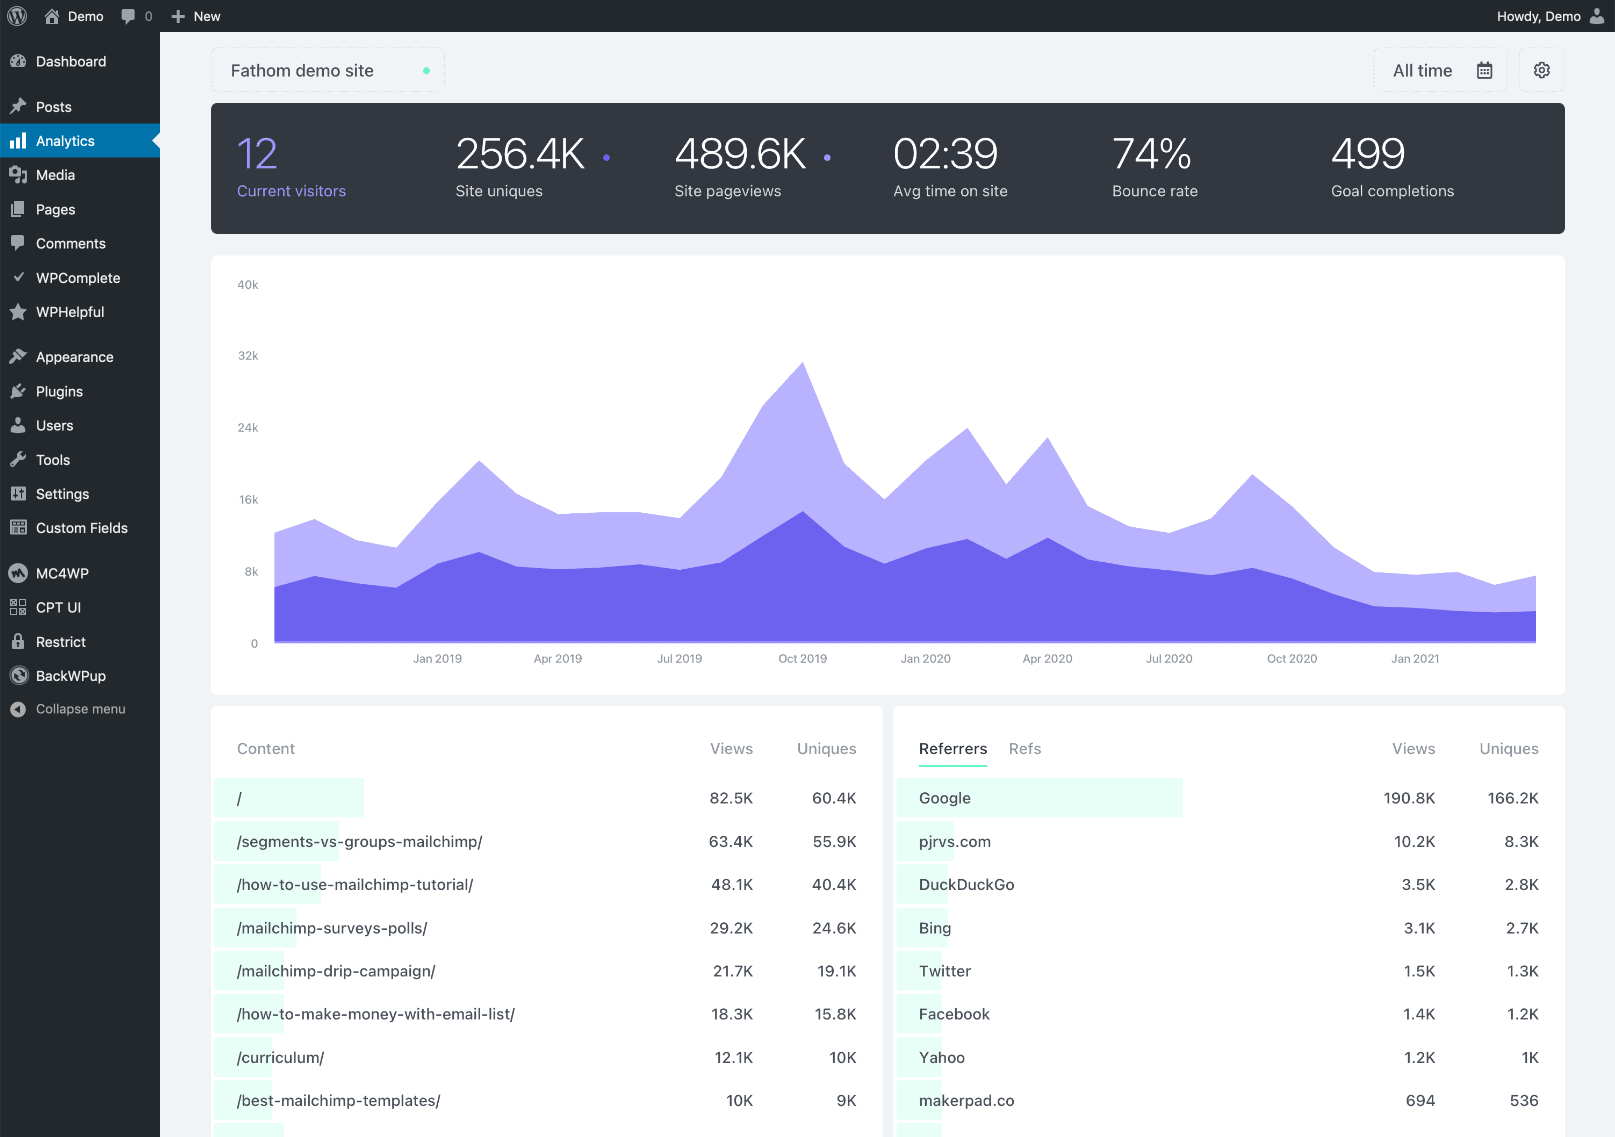 Demo 0 New Howdy, Demo
Dashboard
Posts
Analytics
Media
Pages
Comments
WPComplete
WPHelpful
Appearance
Plugins
Users
Tools
Settings
Custom Fields
MC4WP
CPT UI
Restrict
BackWPup
Collapse menu
Fathom demo site All time
12 256.4K 489.6K 02:39 74% 499
Current visitors Site uniques Site pageviews Avg time on site Bounce rate Goal completions
40k
32k
24k
16k
8k
0
Jan 2019 Apr 2019 Jul 2019 Oct 2019 Jan 2020 Apr 2020 Jul 2020 Oct 2020 Jan 2021
Content Views Uniques
/ 82.5K 60.4K
/segments-vs-groups-mailchimp/ 63.4K 55.9K
/how-to-use-mailchimp-tutorial/ 48.1K 40.4K
/mailchimp-surveys-polls/ 29.2K 24.6K
/mailchimp-drip-campaign/ 21.7K 19.1K
/how-to-make-money-with-email-list/ 18.3K 15.8K
/curriculum/ 12.1K 10K
/best-mailchimp-templates/ 10K 9K
Referrers Refs Views Uniques
Google 190.8K 166.2K
pjrvs.com 10.2K 8.3K
DuckDuckGo 3.5K 2.8K
Bing 3.1K 2.7K
Twitter 1.5K 1.3K
Facebook 1.4K 1.2K
Yahoo 1.2K 1K
makerpad.co 694 536